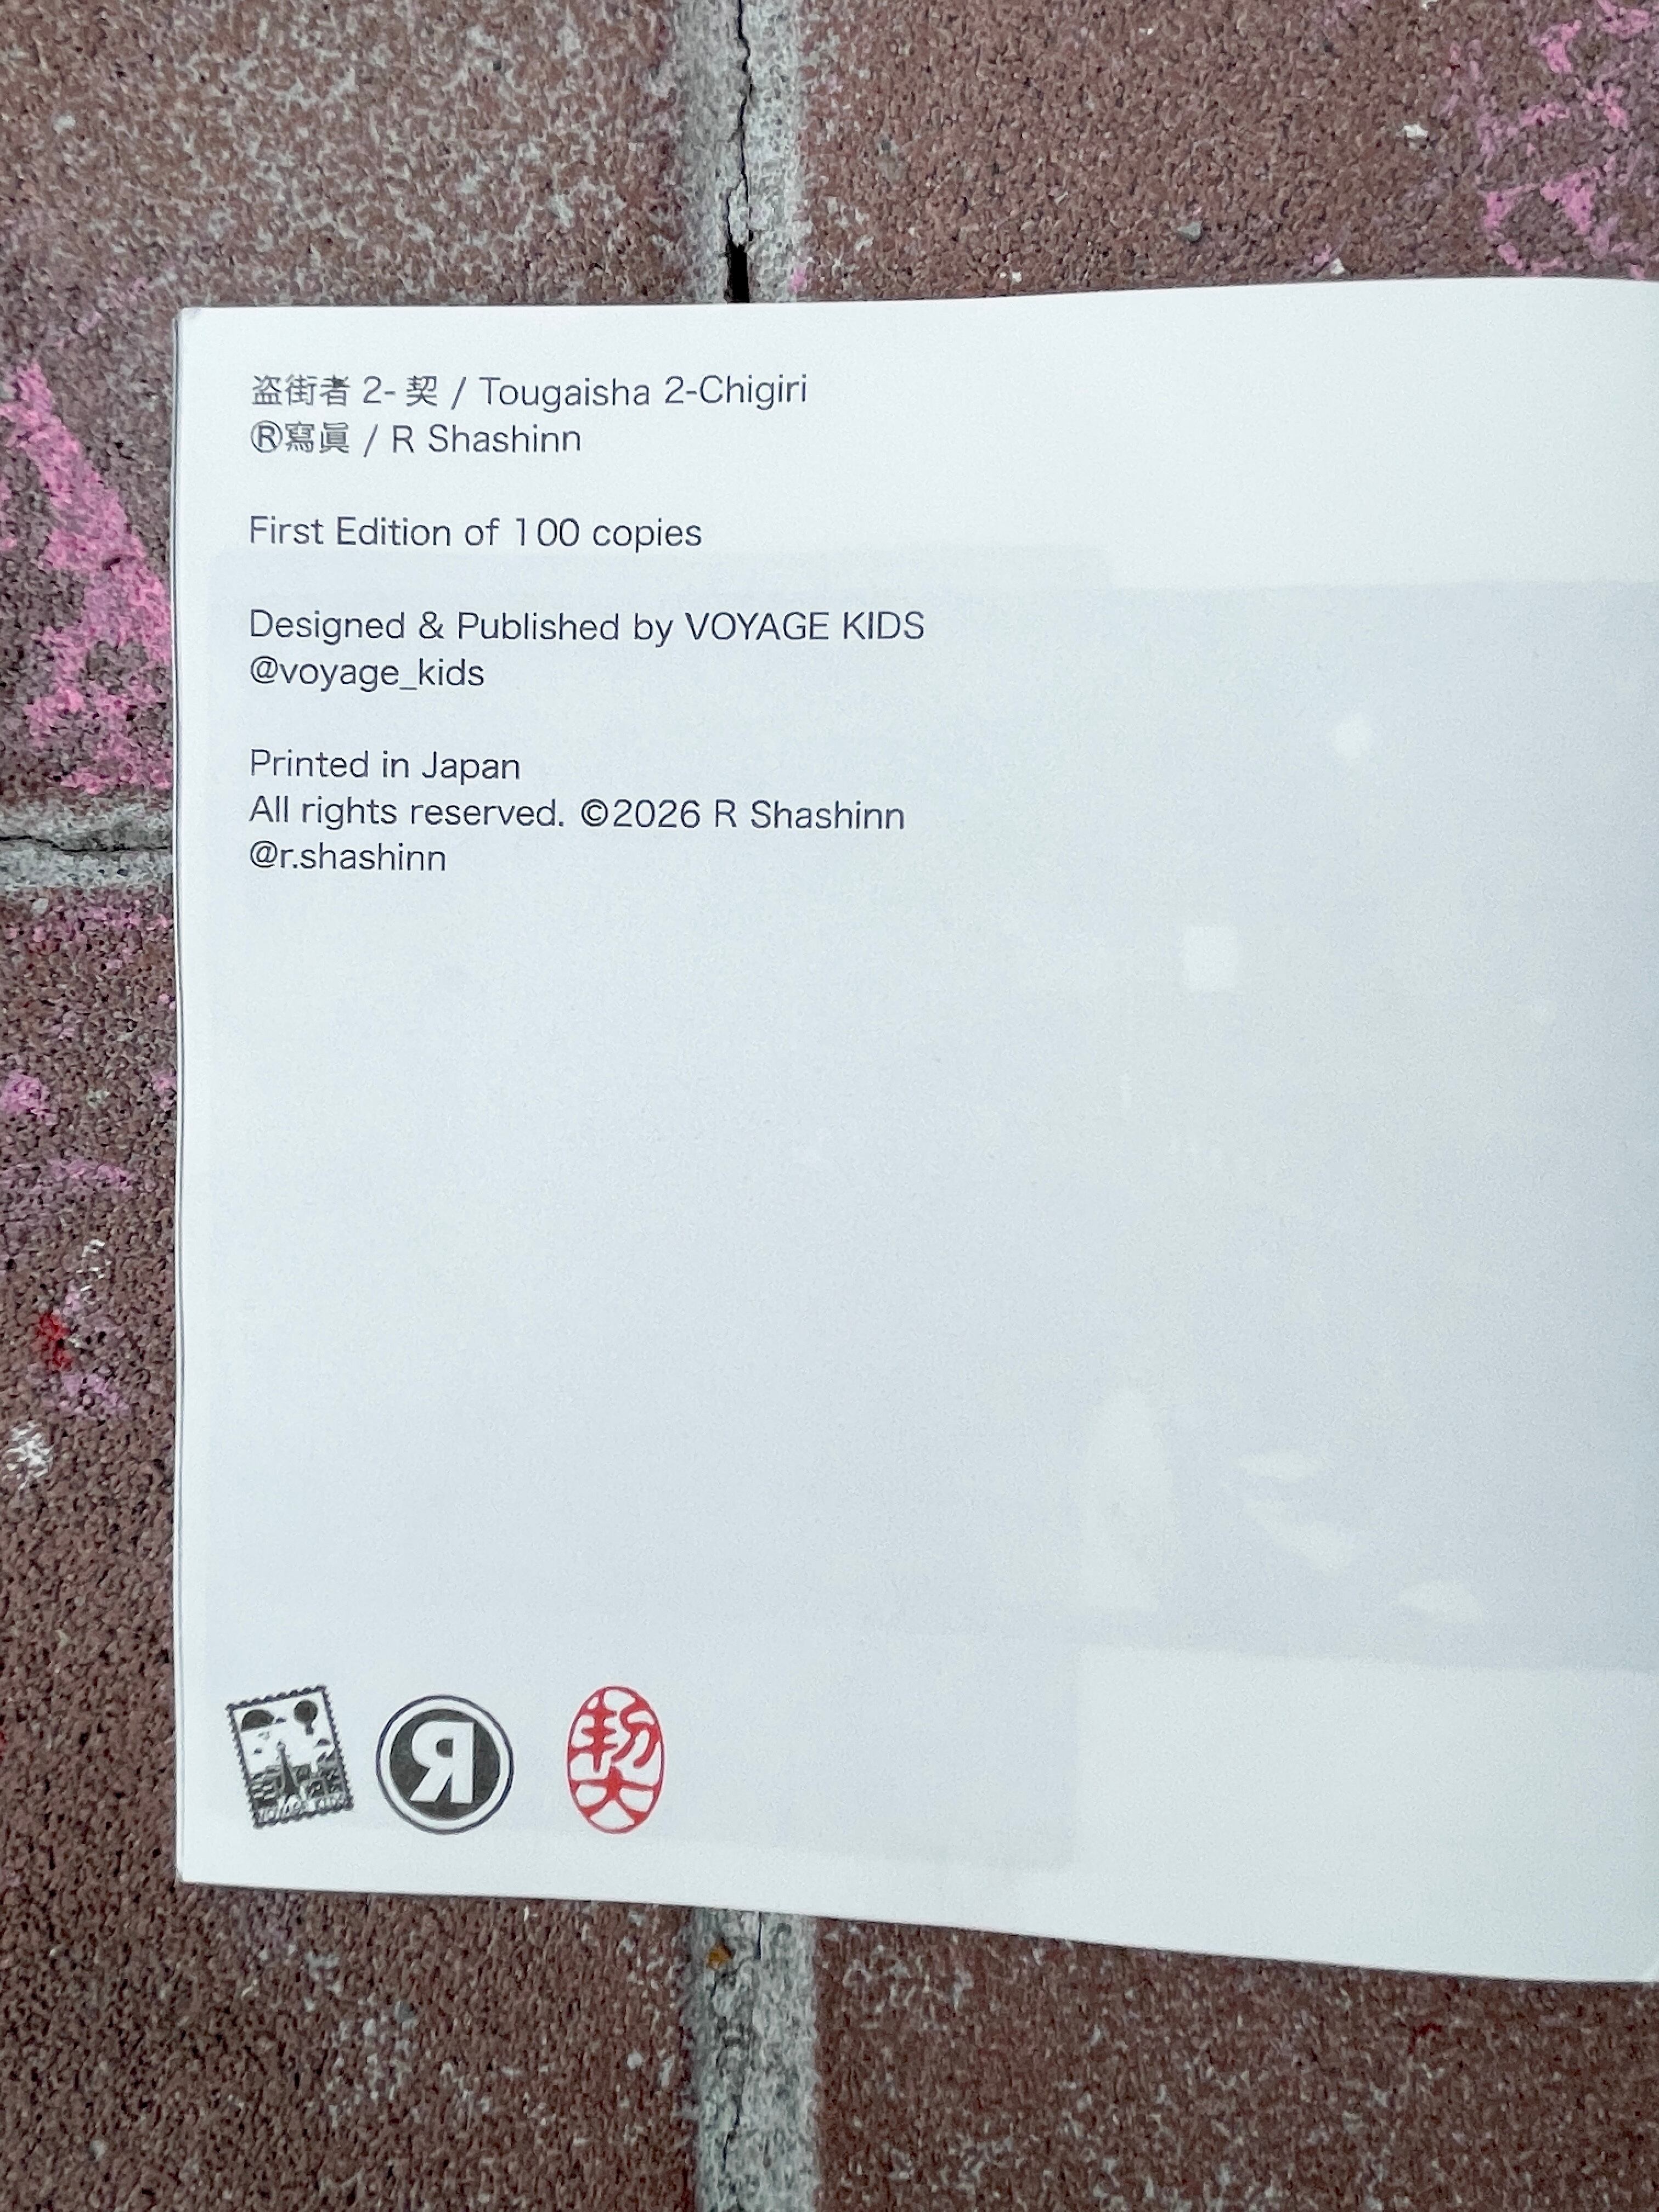 盗街者 2- 契 / Tougaisha 2-Chigiri
Ⓡ寫眞 / R Shashinn
First Edition of 100 copies
Designed & Published by VOYAGE KIDS
@voyage_kids
Printed in Japan
All rights reserved. ©2026 R Shashinn
@r.shashinn
R
契